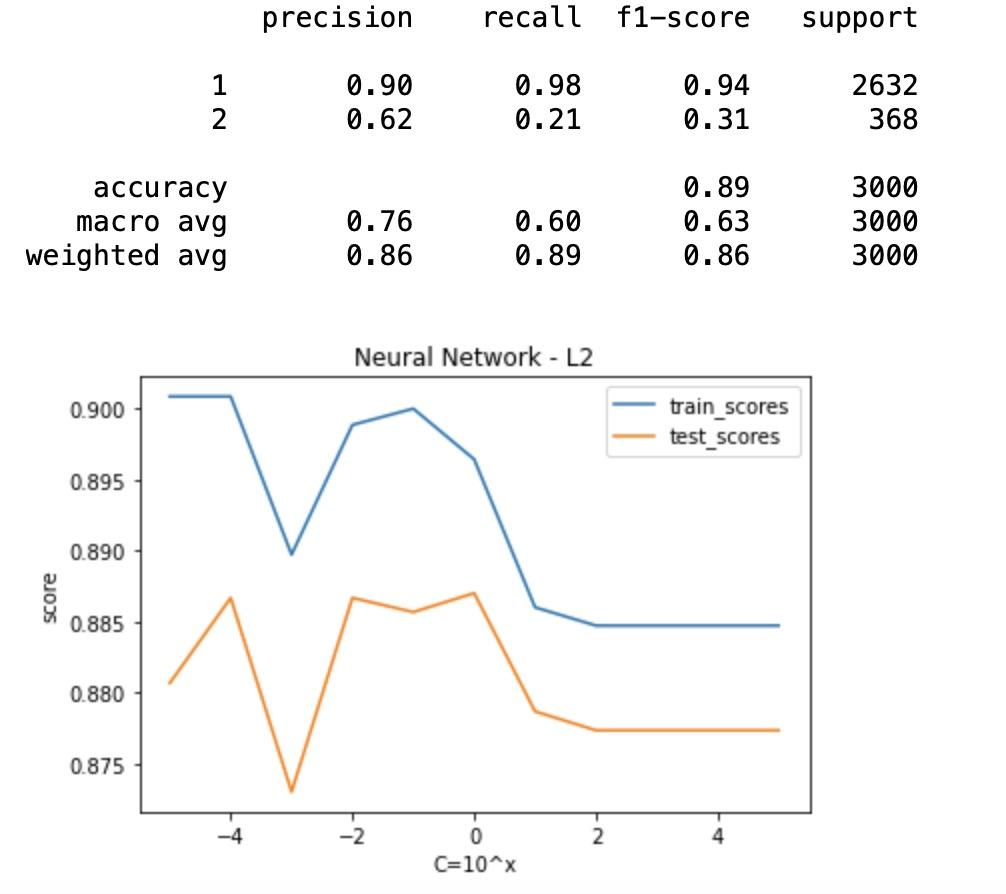 precision recall f1-score support
1 0.90 0.98 0.94 2632
2 0.62 0.21 0.31 368
accuracy 0.89 3000
macro avg 0.76 0.60 0.63 3000
weighted avg 0.86 0.89 0.86 3000
Neural Network - L2
train_scores
test_scores
0.900
0.895
0.890
0.885
0.880
0.875
score
−4 −2 0 2 4
C=10^x